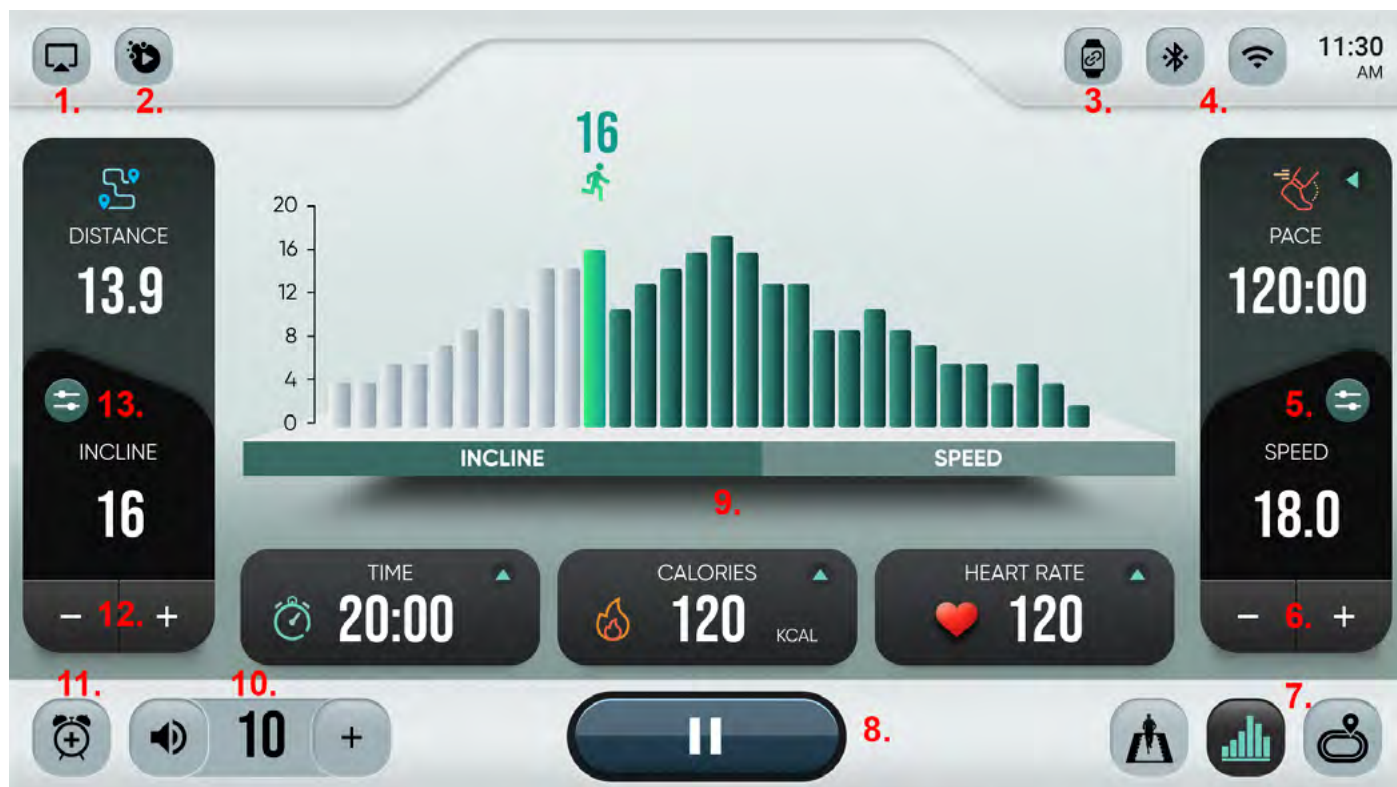 11:30
AM
1.
2.
3.
4.
16
DISTANCE
13.9
20
16
12
8
4
0
PACE
120:00
13.
INCLINE
16
5.
SPEED
18.0
INCLINE
SPEED
9.
TIME
20:00
CALORIES
120
KCAL
HEART RATE
120
− 12. +
− 6. +
11.
10.
10 +
8.
7.